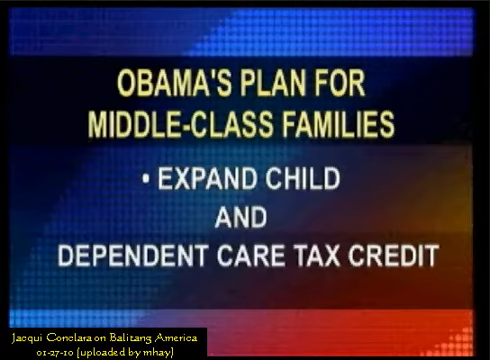 OBAMA'S PLAN FOR
MIDDLE-CLASS FAMILIES
• EXPAND CHILD
AND
DEPENDENT CARE TAX CREDIT
Jacqui Conclara on Balitang America
01-27-10 (uploaded by mhay)